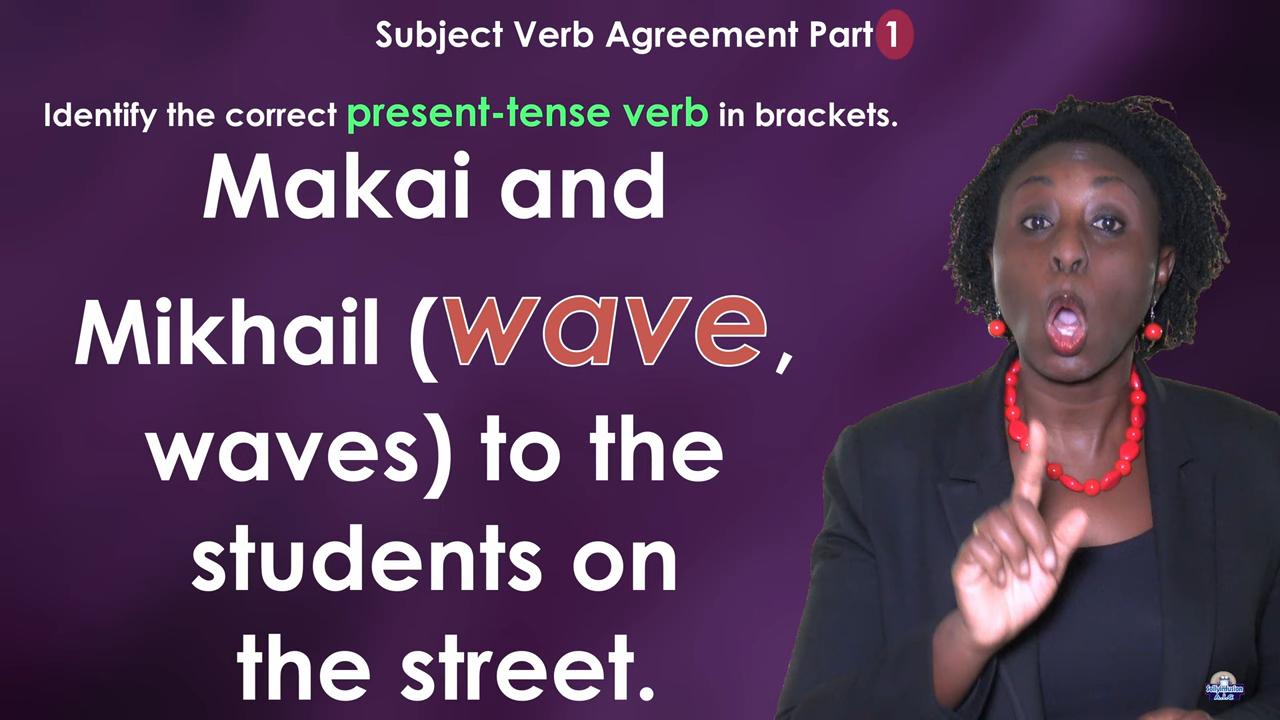 Subject Verb Agreement Part 1
Identify the correct present-tense verb in brackets.
Makai and
Mikhail (wave,
waves) to the
students on
the street.